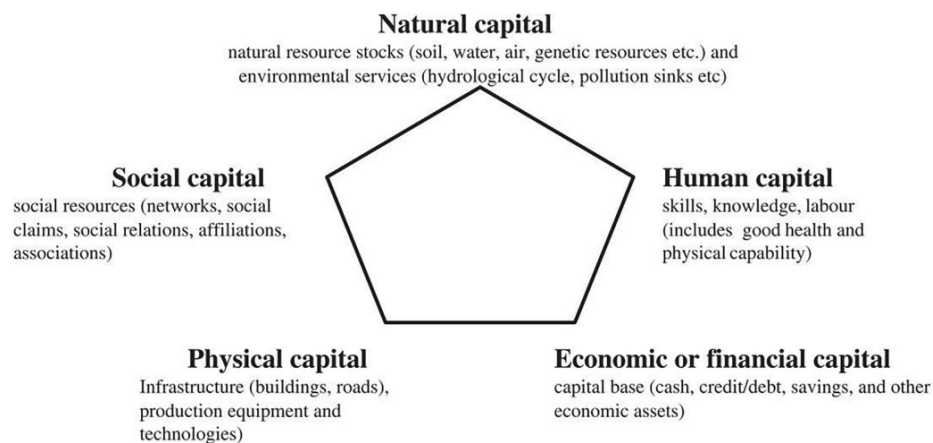 Natural capital
natural resource stocks (soil, water, air, genetic resources etc.) and
environmental services (hydrological cycle, pollution sinks etc)
Social capital
social resources (networks, social
claims, social relations, affiliations,
associations)
Human capital
skills, knowledge, labour
(includes good health and
physical capability)
Physical capital
Infrastructure (buildings, roads),
production equipment and
technologies)
Economic or financial capital
capital base (cash, credit/debt, savings, and other
economic assets)